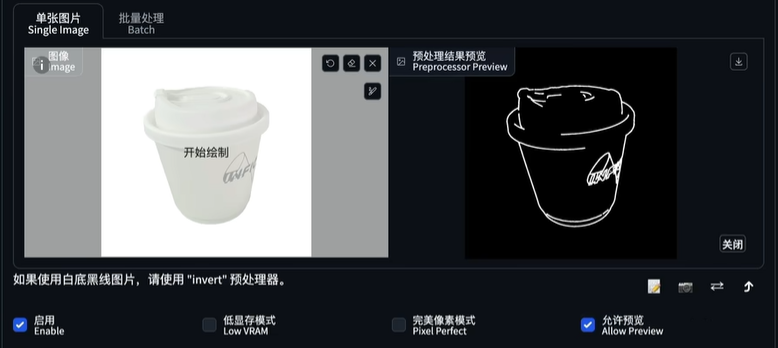 单张图片
Single Image
批量处理
Batch
图像
mage
预处理结果预览
Preprocessor Preview
开始绘制
关闭
如果使用白底黑线图片，请使用 "invert" 预处理器。
启用
Enable
低显存模式
Low VRAM
完美像素模式
Pixel Perfect
允许预览
Allow Preview